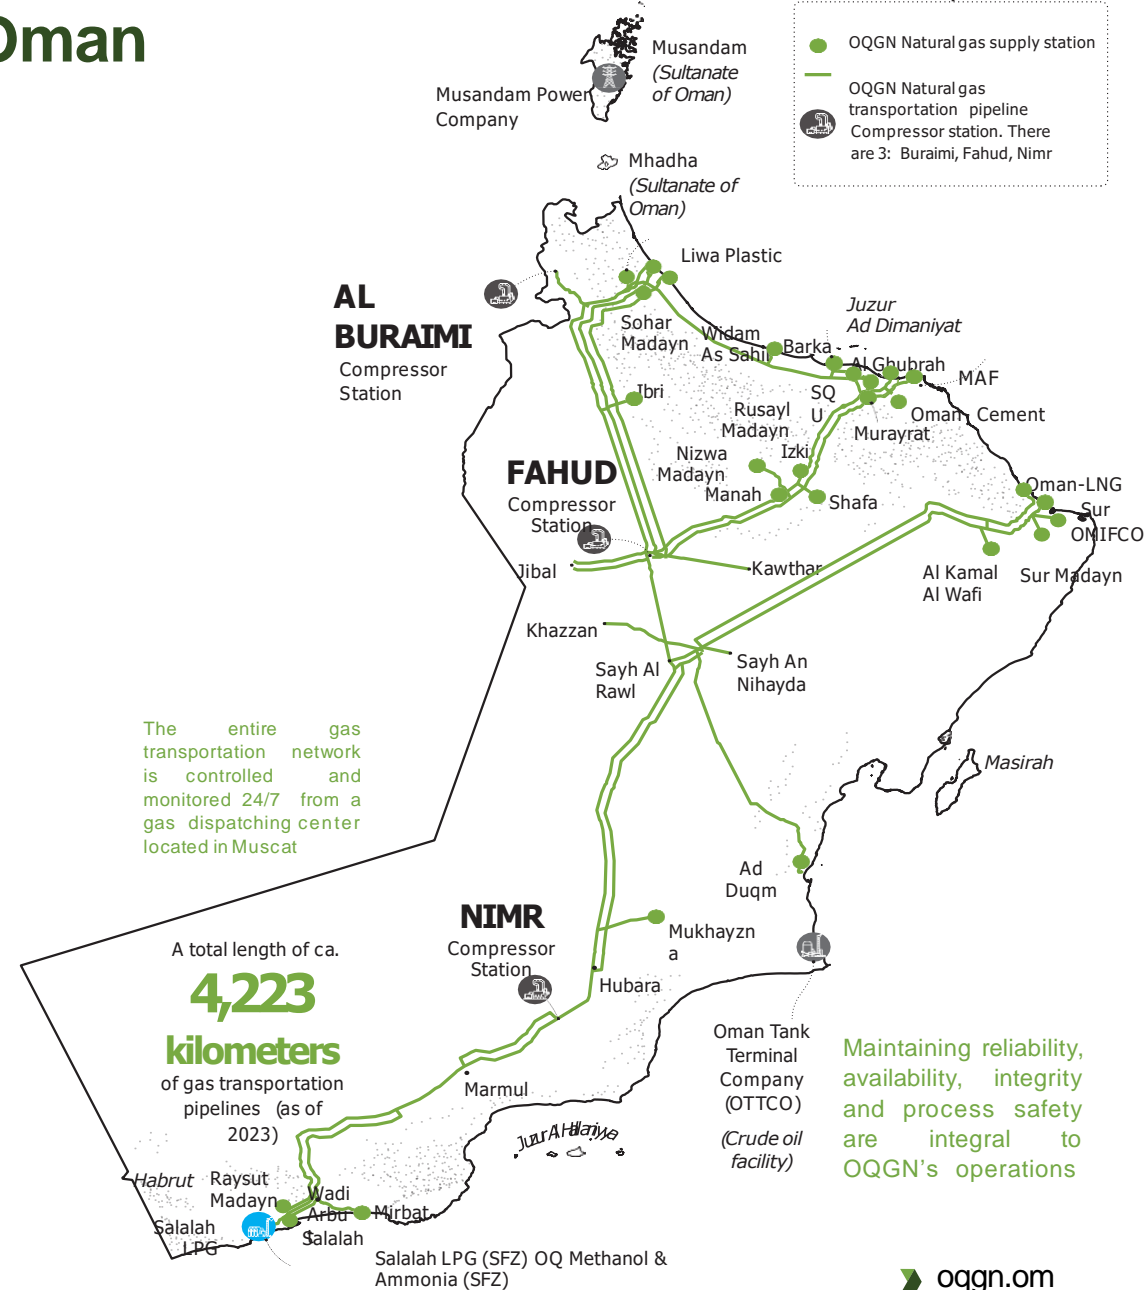 Oman
Musandam
(Sultanate
of Oman)
Musandam Power
Company
OQGN Natural gas supply station
OQGN Natural gas
transportation pipeline
Compressor station. There
are 3: Buraimi, Fahud, Nimr
Mhadha
(Sultanate of
Oman)
Liwa Plastic
AL
BURAIMI
Compressor
Station
Sohar
Madayn
Widam
As Sahil
Barka
Juzur
Ad Dimaniyat
Al Ghubrah
MAF
Ibri
SQ
U
Oman Cement
Rusayl
Madayn
Murayrat
Izki
Nizwa
Madayn
Manah
Shafa
FAHUD
Compressor
Station
Oman-LNG
Sur
OMIFCO
Jibal
Kawthar
Al Kamal
Al Wafi
Sur Madayn
Khazzan
Sayh Al
Rawl
Sayh An
Nihayda
The entire gas
transportation network
is controlled and
monitored 24/7 from a
gas dispatching center
located in Muscat
Masirah
Ad
Duqm
NIMR
Compressor
Station
Mukhayzn
a
Hubara
A total length of ca.
4,223
kilometers
of gas transportation
pipelines (as of
2023)
Marmul
Oman Tank
Terminal
Company
(OTTCO)
(Crude oil
facility)
Maintaining reliability,
availability, integrity
and process safety
are integral to
OQGN's operations
Juzur Al Hallaniyya
Habrut
Raysut
Madayn
Wadi
Arbu
Mirbat
Salalah
LPG
Salalah
Salalah LPG (SFZ) OQ Methanol &
Ammonia (SFZ)
oqgn.om